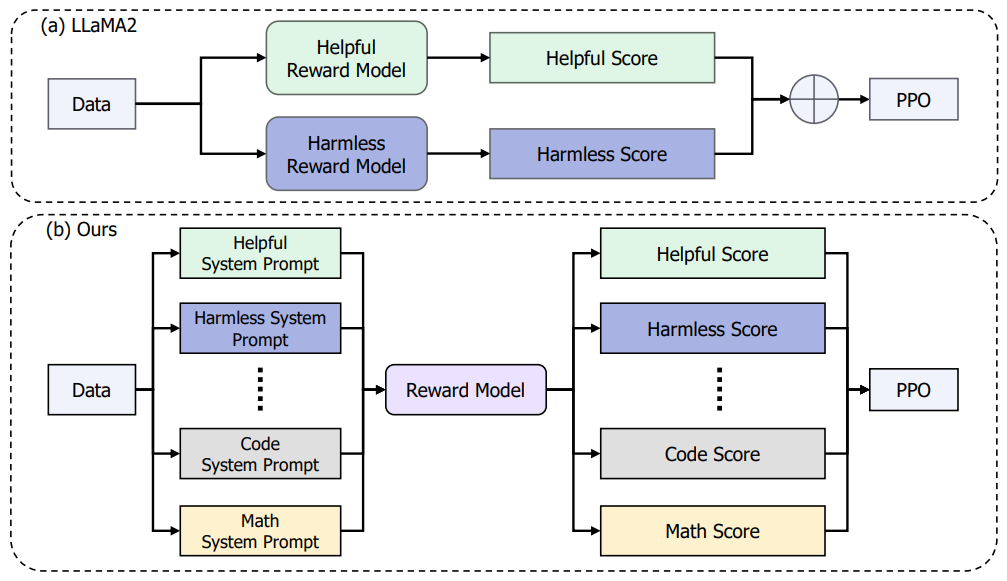 (a) LLaMA2
Helpful
Reward Model
Helpful Score
Data
PPO
Harmless
Reward Model
Harmless Score
(b) Ours
Helpful
System Prompt
Helpful Score
Harmless System
Prompt
Harmless Score
Data
Reward Model
PPO
Code
System Prompt
Code Score
Math
System Prompt
Math Score